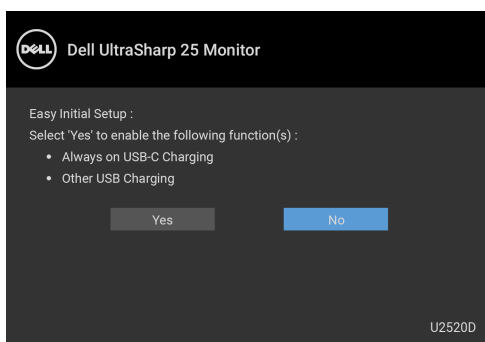 DELL Dell UltraSharp 25 Monitor
Easy Initial Setup :
Select 'Yes' to enable the following function(s) :
• Always on USB-C Charging
• Other USB Charging
Yes No
U2520D